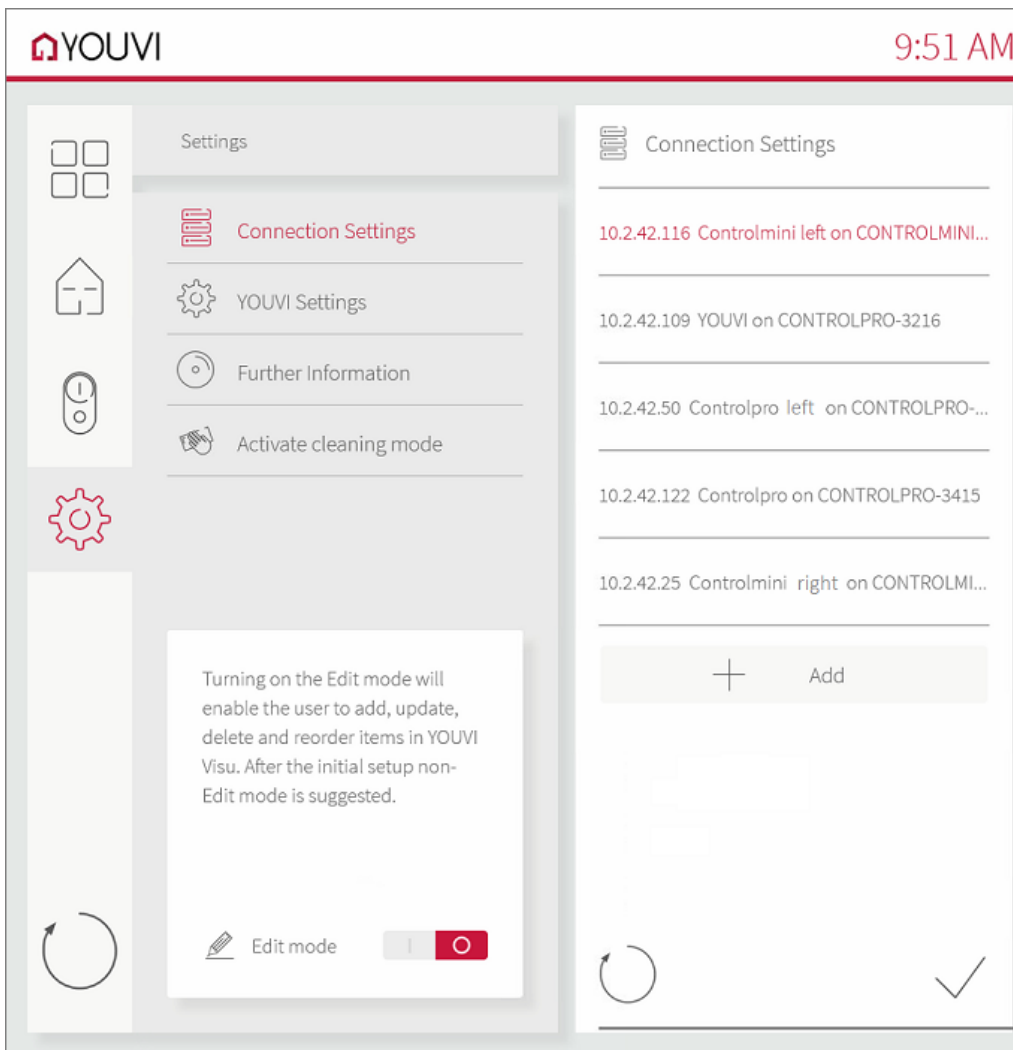 YOUVI
9:51 AM
Settings
Connection Settings
YOUVI Settings
Further Information
Activate cleaning mode
Turning on the Edit mode will
enable the user to add, update,
delete and reorder items in YOUVI
Visu. After the initial setup non-
Edit mode is suggested.
Edit mode
Connection Settings
10.2.42.116 Controlmini left on CONTROLMINI...
10.2.42.109 YOUVI on CONTROLPRO-3216
10.2.42.50 Controlpro left on CONTROLPRO-...
10.2.42.122 Controlpro on CONTROLPRO-3415
10.2.42.25 Controlmini right on CONTROLMI...
Add